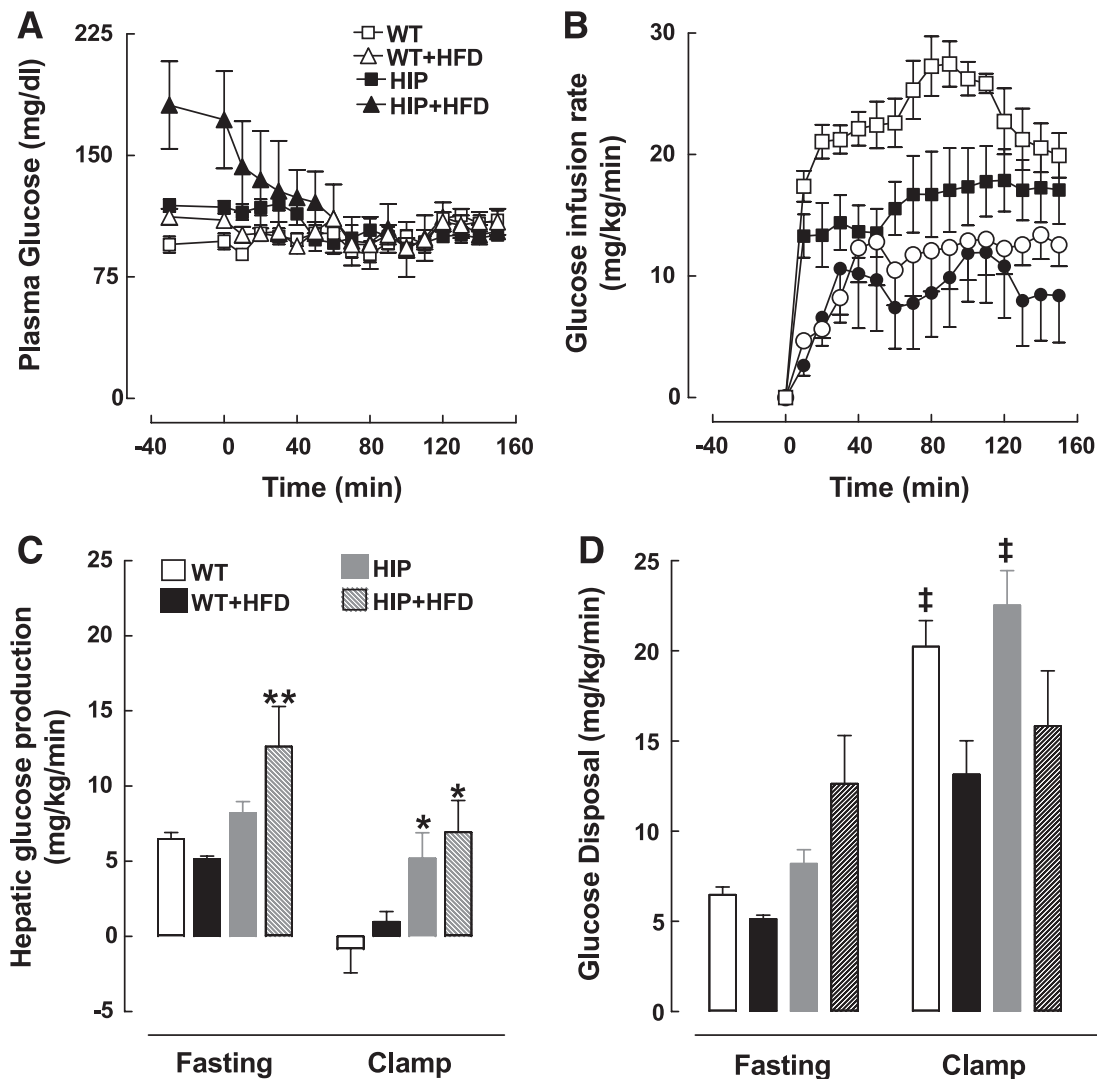 A
Plasma Glucose (mg/dl)
225
150
75
0
WT
WT+HFD
HIP
HIP+HFD
-40 0 40 80 120 160
Time (min)
B
Glucose infusion rate
(mg/kg/min)
30
20
10
0
-40 0 40 80 120 160
Time (min)
C
Hepatic glucose production
(mg/kg/min)
25
20
15
10
5
0
-5
WT
HIP
WT+HFD
HIP+HFD
**
*
*
Fasting Clamp
D
Glucose Disposal (mg/kg/min)
25
20
15
10
5
0
‡
‡
Fasting Clamp